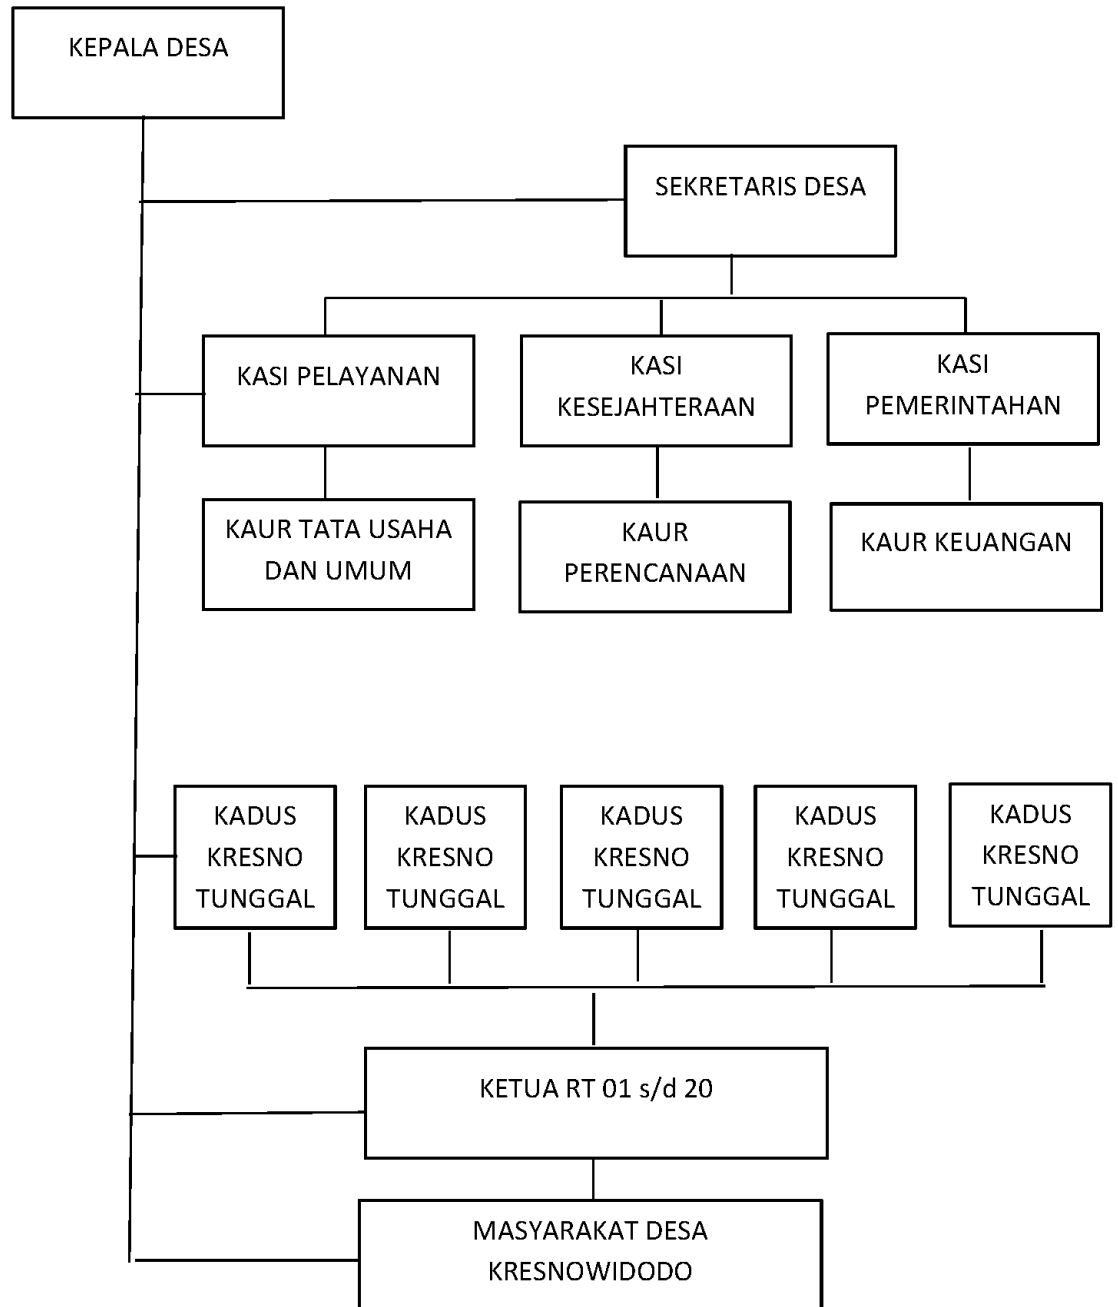 KEPALA DESA
SEKRETARIS DESA
KASI PELAYANAN
KASI
KESEJAHTERAAN
KASI
PEMERINTAHAN
KAUR TATA USAHA
DAN UMUM
KAUR
PERENCANAAN
KAUR KEUANGAN
KADUS
KRESNO
TUNGGAL
KADUS
KRESNO
TUNGGAL
KADUS
KRESNO
TUNGGAL
KADUS
KRESNO
TUNGGAL
KADUS
KRESNO
TUNGGAL
KETUA RT 01 s/d 20
MASYARAKAT DESA
KRESNOWIDODO